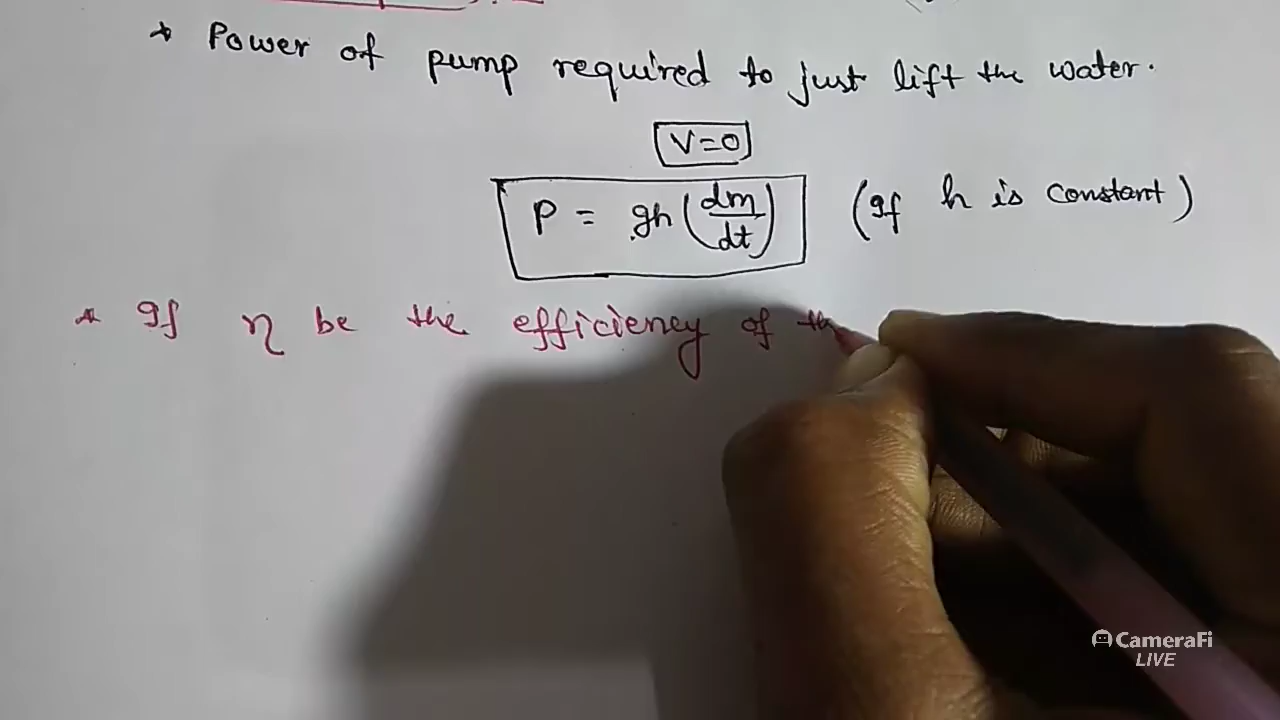 * Power of pump required to just lift the water.
V=0
P = gh (dm/dt) (If h is constant)
* If η be the efficiency of th
CameraFi
LIVE